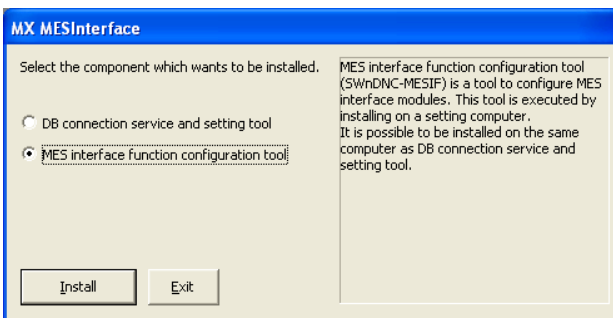 MX MESInterface
Select the component which wants to be installed.
DB connection service and setting tool
MES interface function configuration tool
MES interface function configuration tool
(SWnDNC-MESIF) is a tool to configure MES
interface modules. This tool is executed by
installing on a setting computer.
It is possible to be installed on the same
computer as DB connection service and
setting tool.
Install
Exit